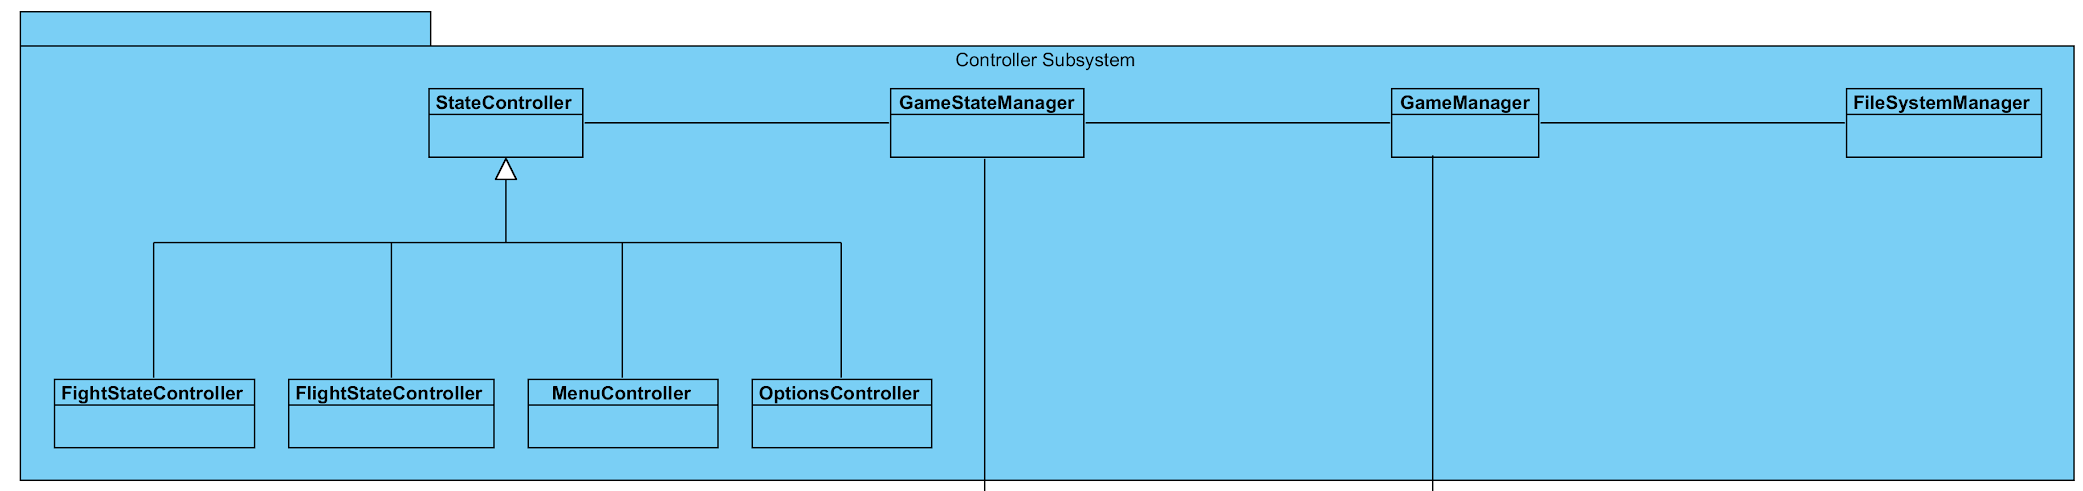 Controller Subsystem
StateController
GameStateManager
GameManager
FileSystemManager
FightStateController
FlightStateController
MenuController
OptionsController